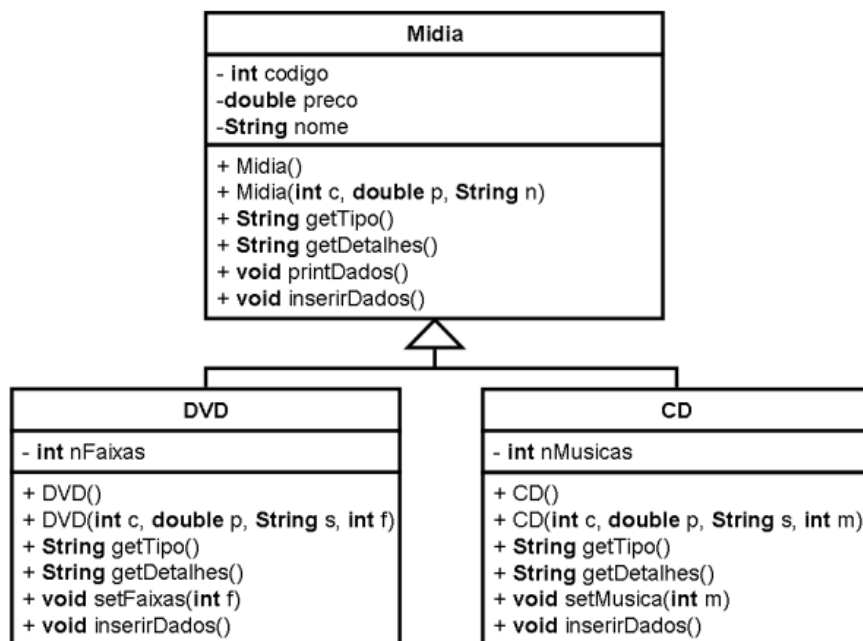 Midia
- int codigo
-double preco
-String nome
+ Midia()
+ Midia(int c, double p, String n)
+ String getTipo()
+ String getDetalhes()
+ void printDados()
+ void inserirDados()
DVD
- int nFaixas
+ DVD()
+ DVD(int c, double p, String s, int f)
+ String getTipo()
+ String getDetalhes()
+ void setFaixas(int f)
+ void inserirDados()
CD
- int nMusicas
+ CD()
+ CD(int c, double p, String s, int m)
+ String getTipo()
+ String getDetalhes()
+ void setMusica(int m)
+ void inserirDados()